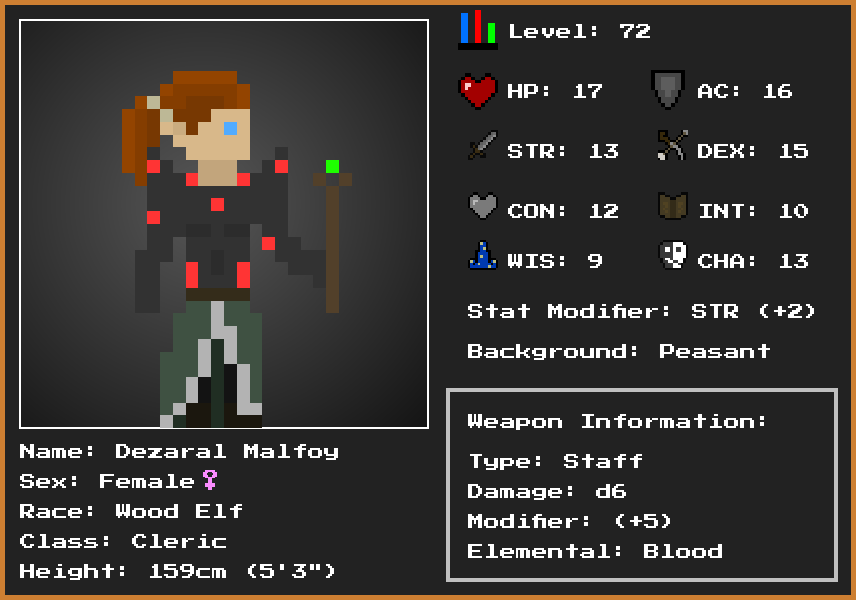 Level: 72
HP: 17
AC: 16
STR: 13
DEX: 15
CON: 12
INT: 10
WIS: 9
CHA: 13
Stat Modifier: STR (+2)
Background: Peasant
Weapon Information:
Type: Staff
Damage: d6
Modifier: (+5)
Elemental: Blood
Name: Dezaral Malfoy
Sex: Female♀
Race: Wood Elf
Class: Cleric
Height: 159cm (5'3")